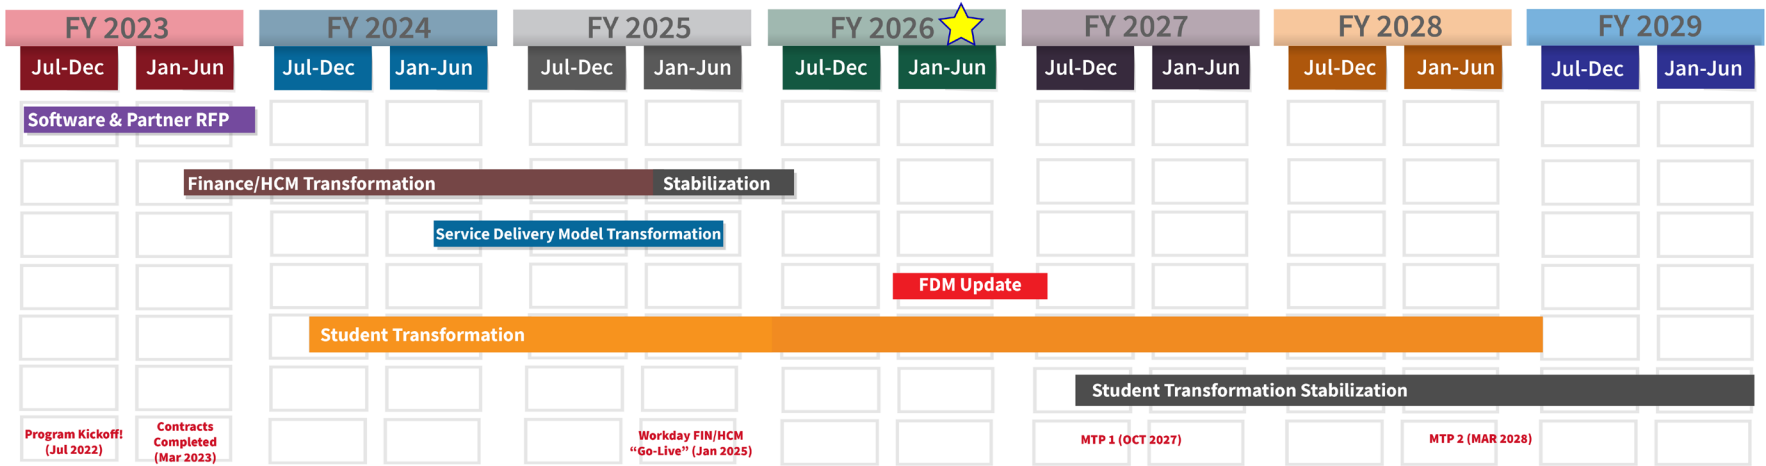 FY 2023 FY 2024 FY 2025 FY 2026 FY 2027 FY 2028 FY 2029
Jul-Dec Jan-Jun Jul-Dec Jan-Jun Jul-Dec Jan-Jun Jul-Dec Jan-Jun Jul-Dec Jan-Jun Jul-Dec Jan-Jun Jul-Dec Jan-Jun
Software & Partner RFP
Finance/HCM Transformation Stabilization
Service Delivery Model Transformation
FDM Update
Student Transformation
Student Transformation Stabilization
Program Kickoff!
(Jul 2022)
Contracts
Completed
(Mar 2023)
Workday FIN/HCM
“Go-Live” (Jan 2025)
MTP 1 (OCT 2027)
MTP 2 (MAR 2028)